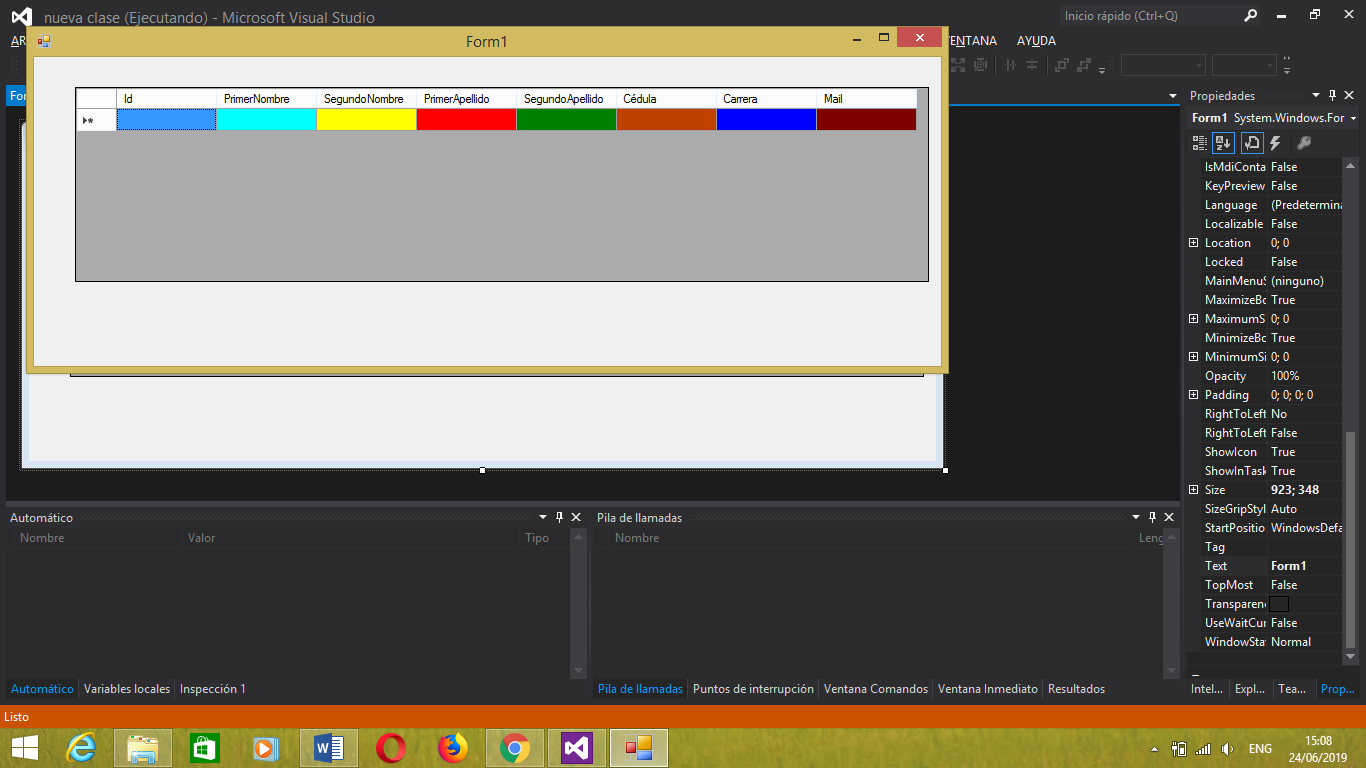 nueva clase (Ejecutando) - Microsoft Visual Studio
Inicio rápido (Ctrl+Q)
Form1
AYUDA
Id PrimerNombre SegundoNombre PrimerApellido SegundoApellido Cédula Carrera Mail
Propiedades
Form1 System.Windows.For
IsMdiConta False
KeyPreview False
Language (Predetermina
Localizable False
Location 0; 0
Locked False
MainMenuS (ninguno)
MaximizeBo True
MaximumS 0; 0
MinimizeBo True
MinimumSi 0; 0
Opacity 100%
Padding 0; 0; 0; 0
RightToLeft No
RightToLeft False
ShowIcon True
ShowInTask True
Size 923; 348
SizeGripStyl Auto
StartPositio WindowsDefa
Tag
Text Form1
TopMost False
Transparen
UseWaitCur False
WindowStat Normal
Automático
Nombre Valor Tipo
Pila de llamadas
Nombre Leng
Automático Variables locales Inspección 1
Pila de llamadas Puntos de interrupción Ventana Comandos Ventana Inmediato Resultados
Intel... Expl... Tea... Prop...
Listo
ENG
15:08
24/06/2019